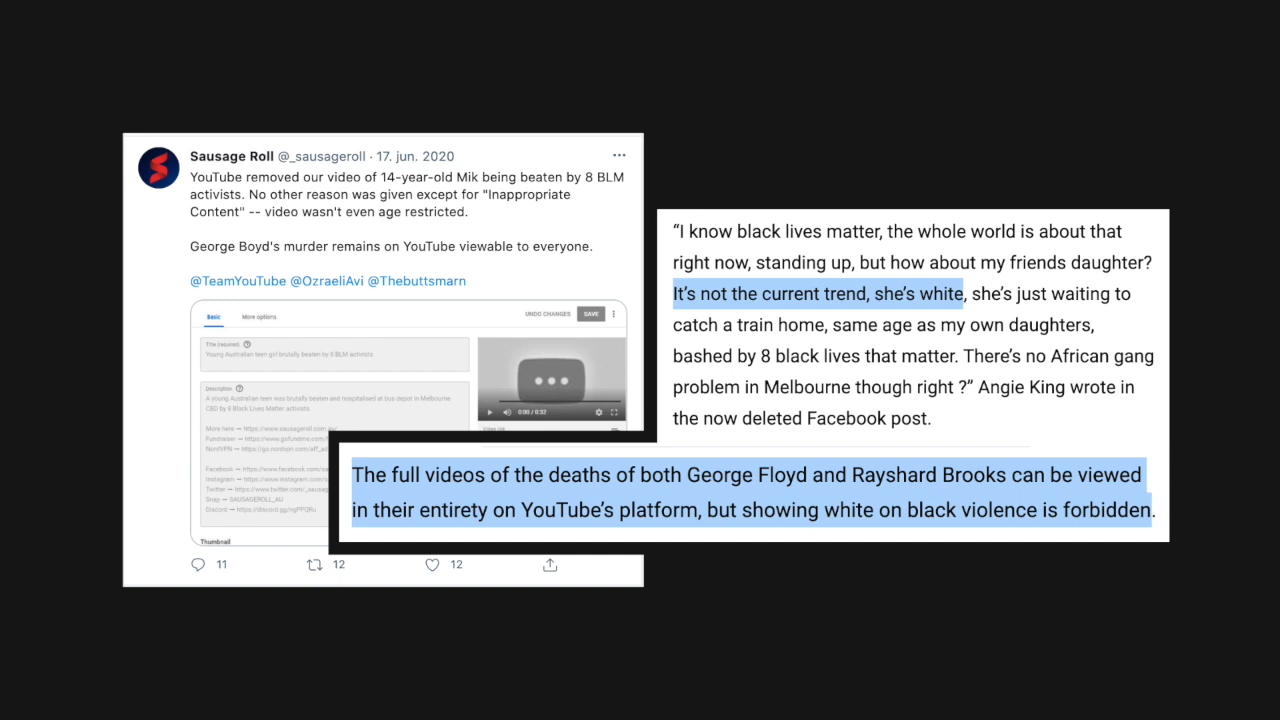 Sausage Roll @_sausageroll · 17. jun. 2020
YouTube removed our video of 14-year-old Mik being beaten by 8 BLM
activists. No other reason was given except for "Inappropriate
Content" -- video wasn't even age restricted.
George Boyd's murder remains on YouTube viewable to everyone.
@TeamYouTube @OzraeliAvi @Thebuttsmarn
Basic More options UNDO CHANGES SAVE
Title (required)
Young Australian teen girl brutally beaten by 8 BLM activists
Description
A young Australian teen was brutally beaten and hospitalised at bus depot in Melbourne
CBD by 8 Black Lives Matter activists.
More here → https://www.sausageroll.com.au/
Fundraiser → https://www.gofundme.com/
NordVPN → https://go.nordvpn.com/aff_
Facebook → https://www.facebook.com/sa
Instagram → https://www.instagram.com/
Twitter → https://www.twitter.com/_sausag
Snap → SAUSAGEROLL_AU
Discord → https://discord.gg/ngPPQRu
Thumbnail
0:00 / 0:32
Video link
11 12 12
“I know black lives matter, the whole world is about that
right now, standing up, but how about my friends daughter?
It’s not the current trend, she’s white, she’s just waiting to
catch a train home, same age as my own daughters,
bashed by 8 black lives that matter. There’s no African gang
problem in Melbourne though right ?” Angie King wrote in
the now deleted Facebook post.
The full videos of the deaths of both George Floyd and Rayshard Brooks can be viewed
in their entirety on YouTube’s platform, but showing white on black violence is forbidden.